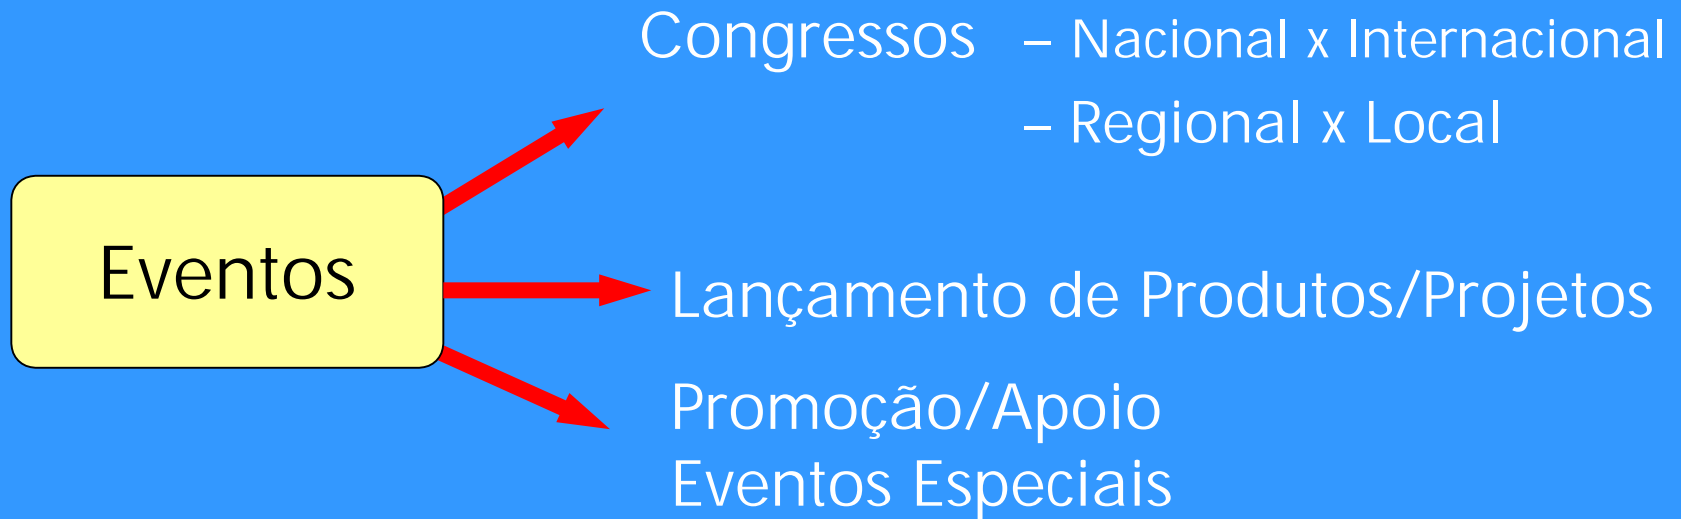 Congressos – Nacional x Internacional
– Regional x Local
Eventos
Lançamento de Produtos/Projetos
Promoção/Apoio
Eventos Especiais